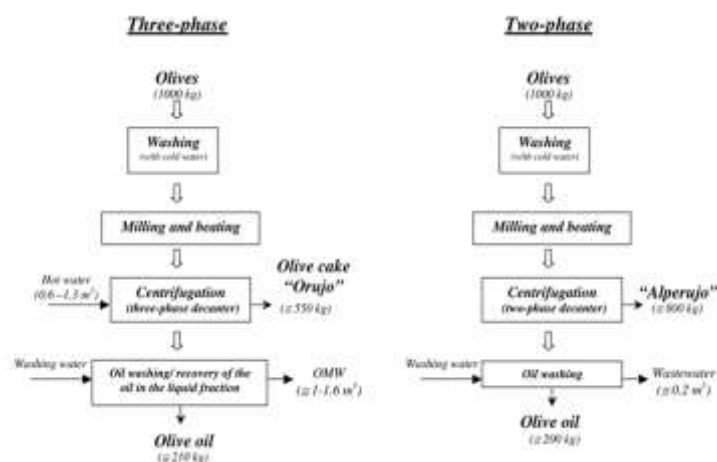 Three-phase
Olives
(1000 kg)
Washing
(with cold water)
Milling and beating
Hot water
(0.6–1.3 m³)
Centrifugation
(three-phase decanter)
Olive cake
“Orujo”
(≅550 kg)
Washing water
Oil washing/ recovery of the
oil in the liquid fraction
OMW
(≅1-1.6 m³)
Olive oil
(≅210 kg)
Two-phase
Olives
(1000 kg)
Washing
(with cold water)
Milling and beating
Centrifugation
(two-phase decanter)
“Alperujo”
(≅800 kg)
Washing water
Oil washing
Wastewater
(≅0.2 m³)
Olive oil
(≅200 kg)